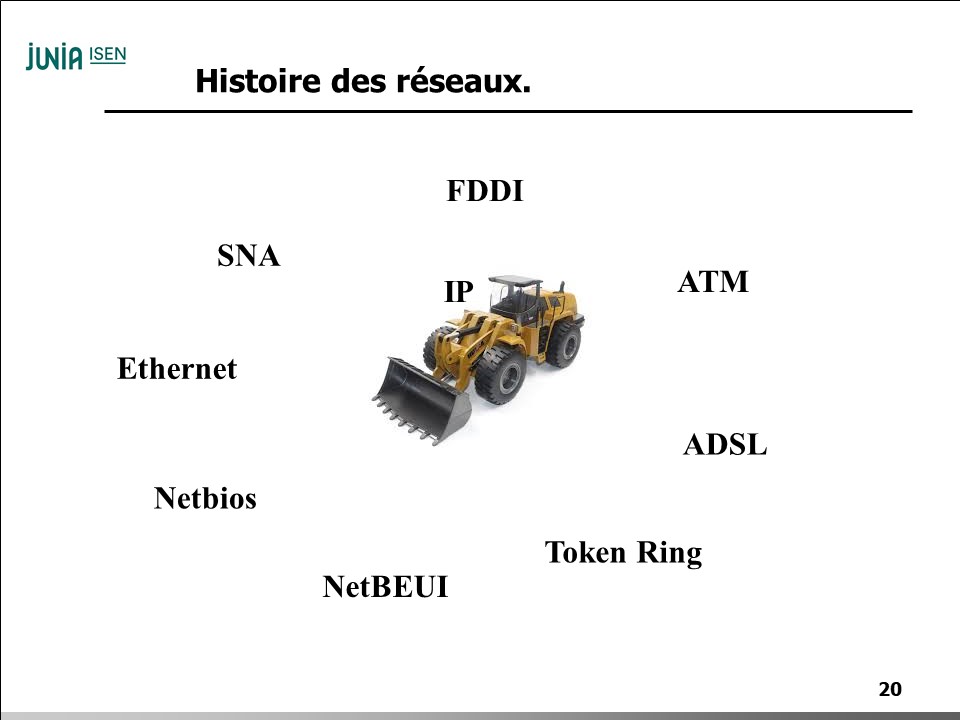 JUNIA ISEN
Histoire des réseaux.
FDDI
SNA
ATM
IP
Ethernet
ADSL
Netbios
Token Ring
NetBEUI
20